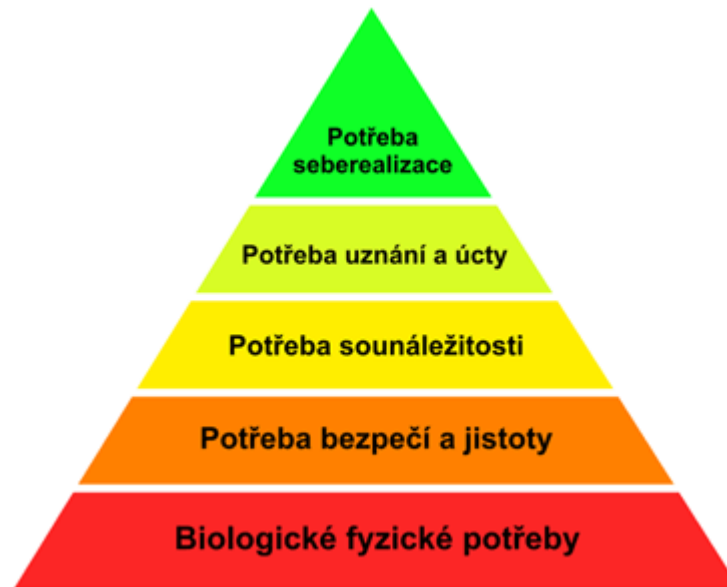 Potřeba
seberealizace
Potřeba uznání a úcty
Potřeba sounáležitosti
Potřeba bezpečí a jistoty
Biologické fyzické potřeby